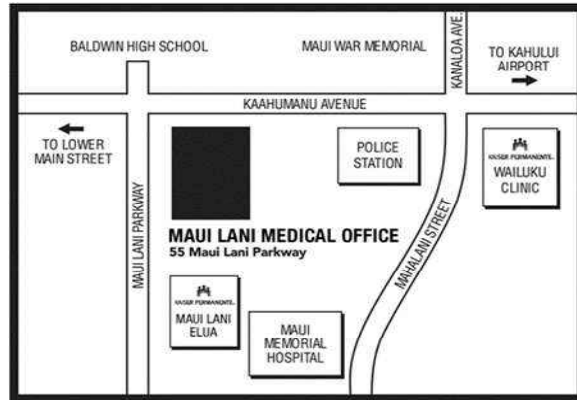 BALDWIN HIGH SCHOOL
MAUI WAR MEMORIAL
KANALOA AVE.
TO KAHULUI
AIRPORT
KAAHUMANU AVENUE
TO LOWER
MAIN STREET
POLICE
STATION
KAISER PERMANENTE.
WAILUKU
CLINIC
MAUI LANI PARKWAY
MAUI LANI MEDICAL OFFICE
55 Maui Lani Parkway
MAHALANI STREET
KAISER PERMANENTE.
MAUI LANI
ELUA
MAUI
MEMORIAL
HOSPITAL